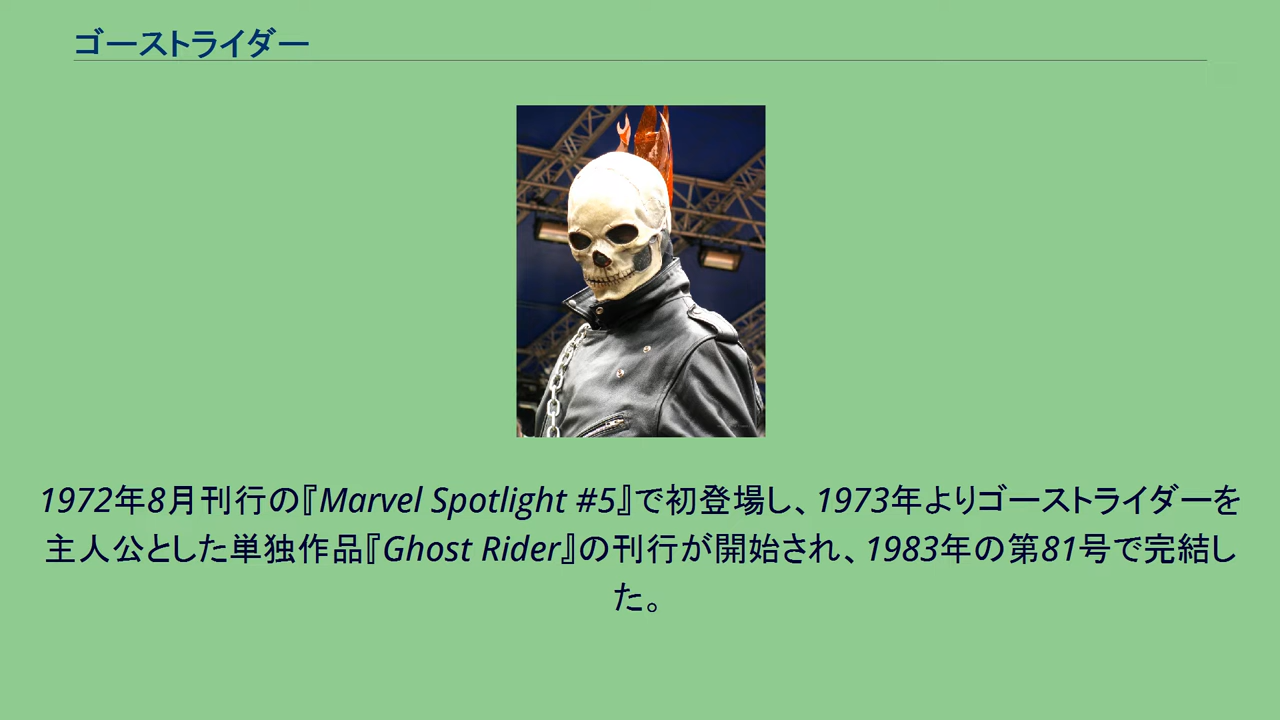 ゴーストライダー
1972年8月刊行の『Marvel Spotlight #5』で初登場し、1973年よりゴーストライダーを
主人公とした単独作品『Ghost Rider』の刊行が開始され、1983年の第81号で完結し
た。